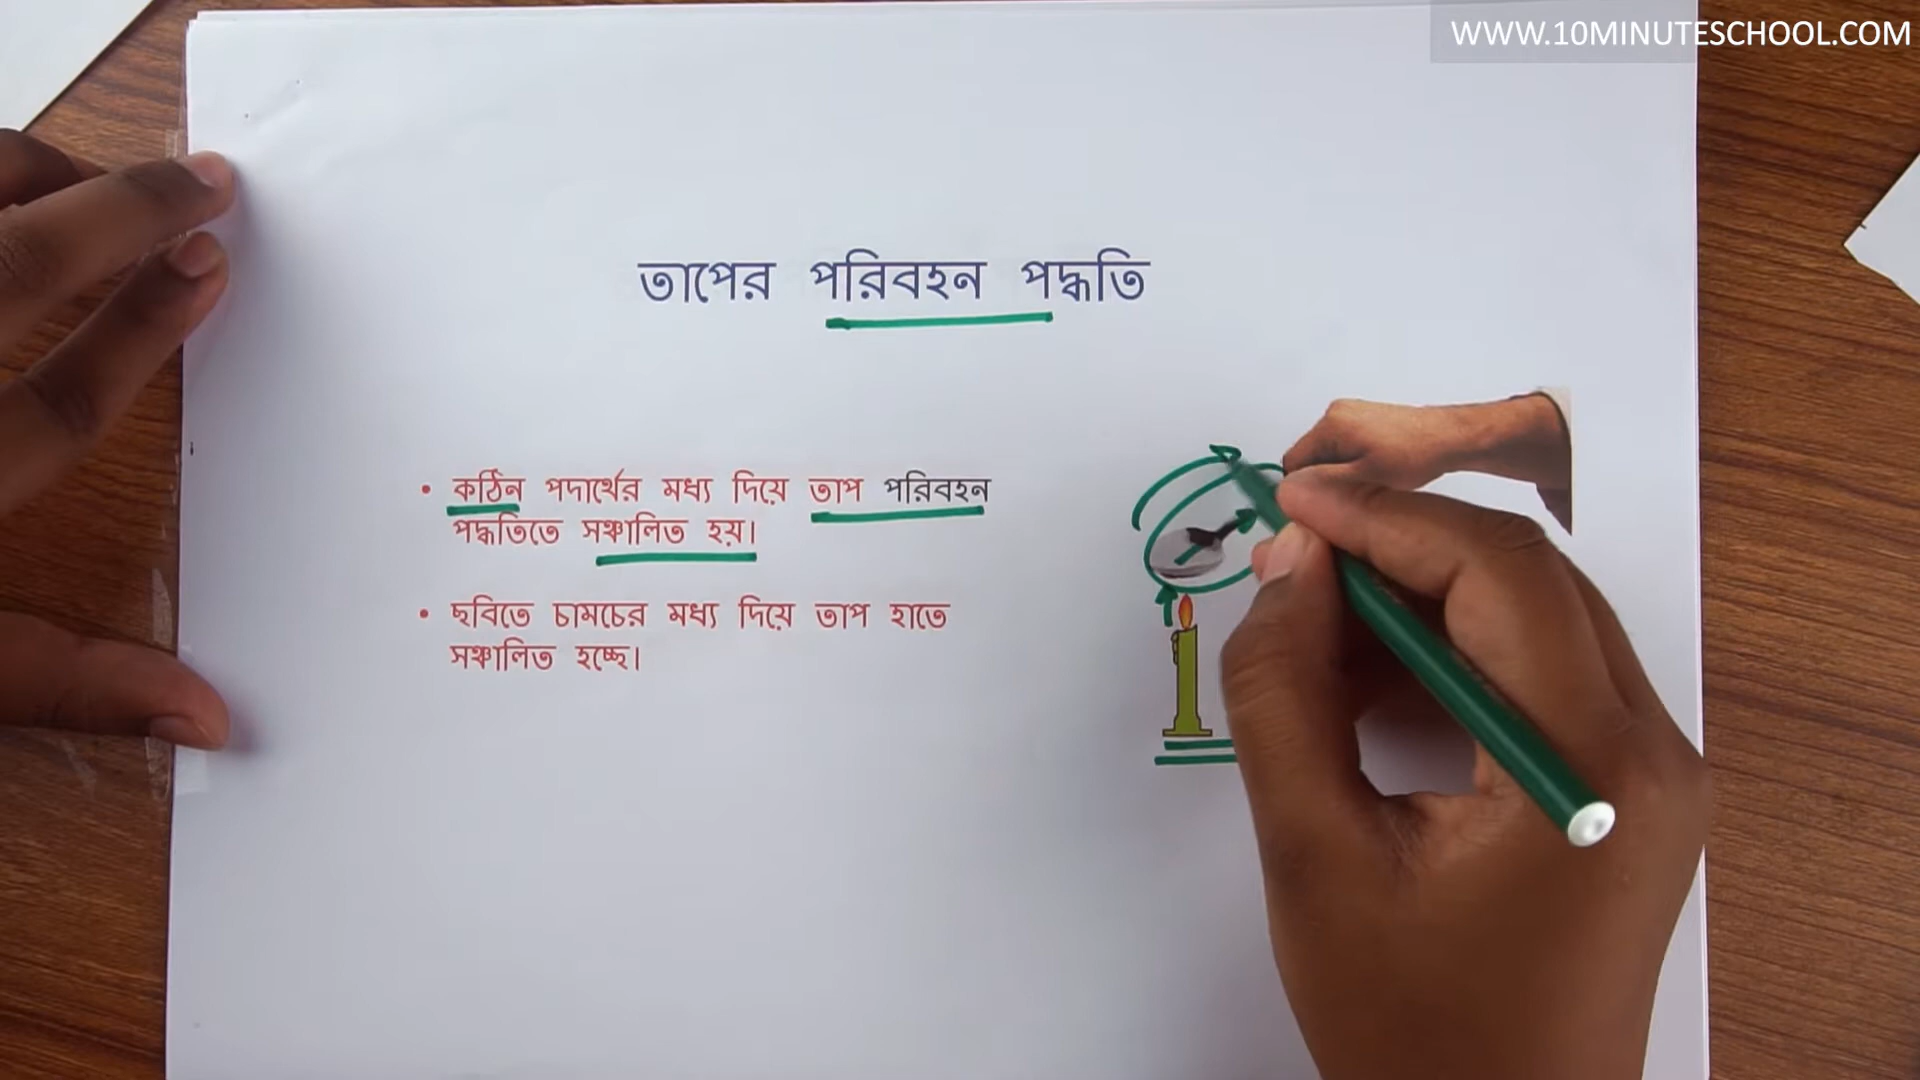 WWW.10MINUTESCHOOL.COM
তাপের পরিবহন পদ্ধতি
• কঠিন পদার্থের মধ্য দিয়ে তাপ পরিবহন
পদ্ধতিতে সঞ্চালিত হয়।
• ছবিতে চামচের মধ্য দিয়ে তাপ হাতে
সঞ্চালিত হচ্ছে।